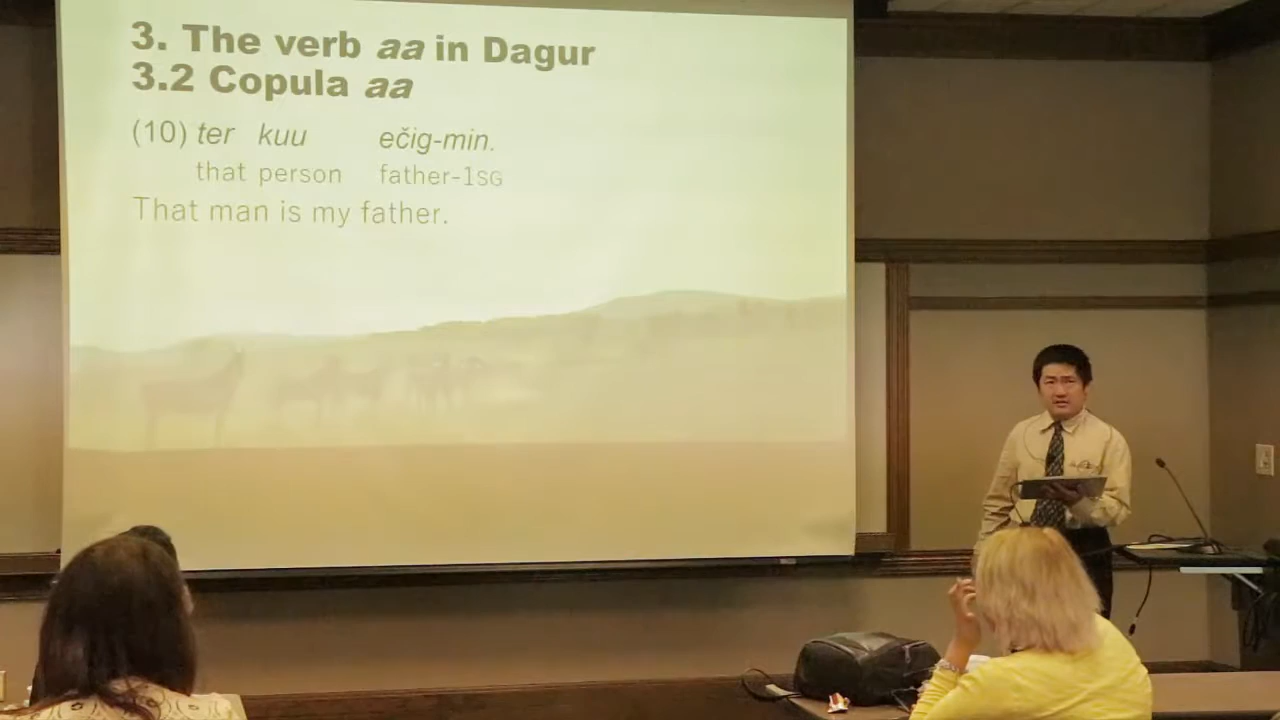 3. The verb aa in Dagur
3.2 Copula aa
(10) ter kuu ečig-min.
that person father-1SG
That man is my father.